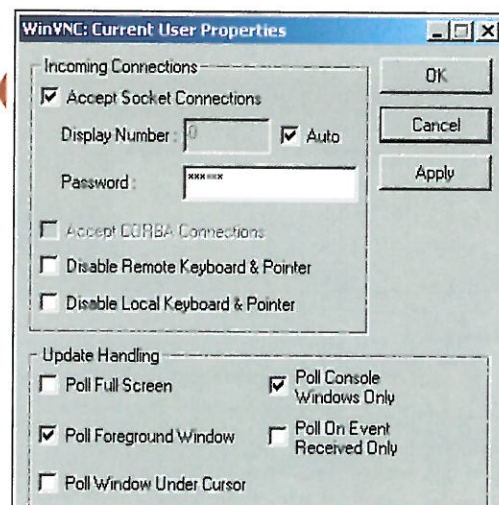 WinVNC: Current User Properties
Incoming Connections
OK
Accept Socket Connections
Cancel
Display Number :
0
Auto
Password :
******
Apply
Accept CORBA Connections
Disable Remote Keyboard & Pointer
Disable Local Keyboard & Pointer
Update Handling
Poll Full Screen
Poll Console
Windows Only
Poll Foreground Window
Poll On Event
Received Only
Poll Window Under Cursor